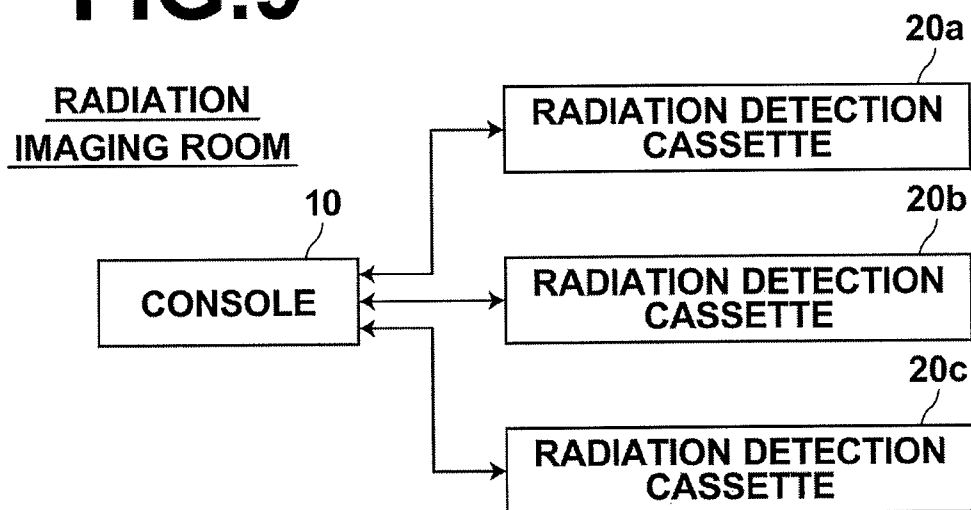 RADIATION
IMAGING ROOM
10
CONSOLE
20a
RADIATION DETECTION
CASSETTE
20b
RADIATION DETECTION
CASSETTE
20c
RADIATION DETECTION
CASSETTE